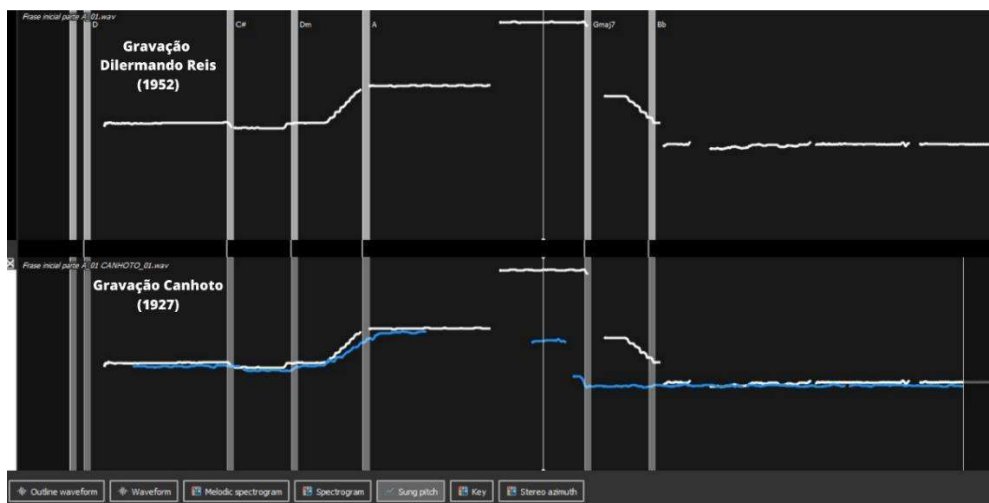 Frase inicial parte A_01.wav
D
C#
Dm
A
Gmaj7
Bb
Gravação
Dilermando Reis
(1952)
Frase inicial parte A_01 CANHOTO_01.wav
Gravação Canhoto
(1927)
Outline waveform
Waveform
Melodic spectrogram
Spectrogram
Sung pitch
Key
Stereo azimuth